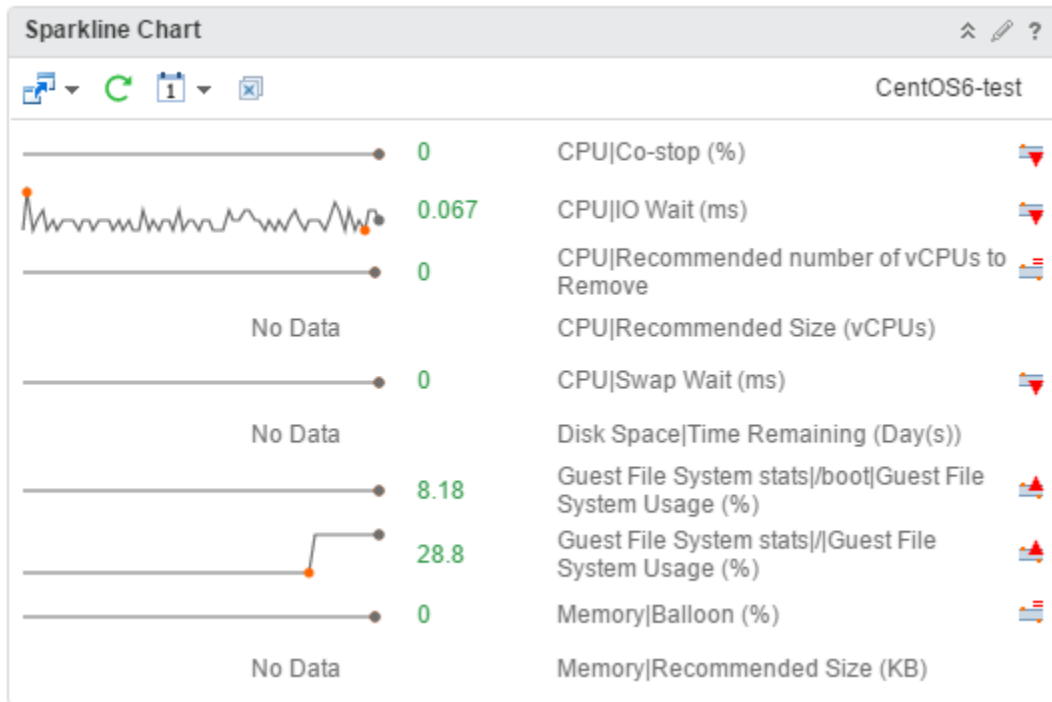 Sparkline Chart
?
1
CentOS6-test
0 CPU|Co-stop (%)
0.067 CPU|IO Wait (ms)
0 CPU|Recommended number of vCPUs to
Remove
No Data CPU|Recommended Size (vCPUs)
0 CPU|Swap Wait (ms)
No Data Disk Space|Time Remaining (Day(s))
8.18 Guest File System stats|/boot|Guest File
System Usage (%)
28.8 Guest File System stats|/|Guest File
System Usage (%)
0 Memory|Balloon (%)
No Data Memory|Recommended Size (KB)